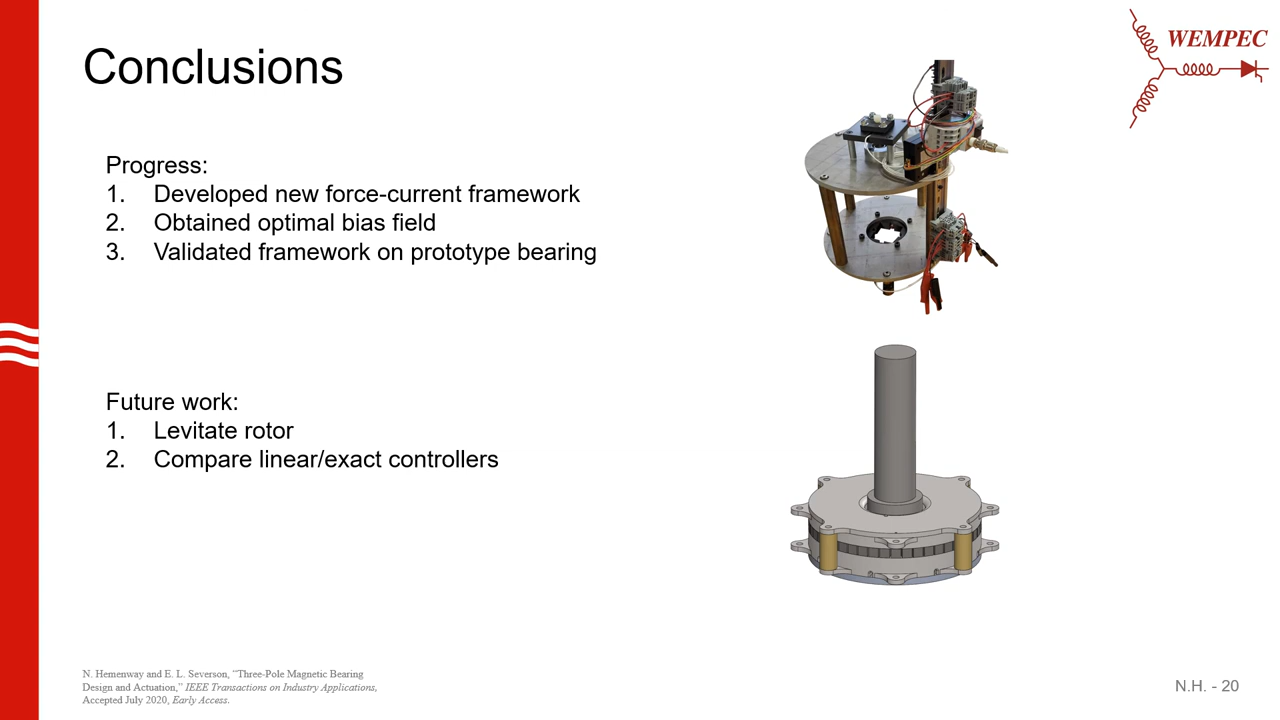 WEMPEC
Conclusions
Progress:
1. Developed new force-current framework
2. Obtained optimal bias field
3. Validated framework on prototype bearing
Future work:
1. Levitate rotor
2. Compare linear/exact controllers
N. Hemenway and E. L. Severson, “Three-Pole Magnetic Bearing
Design and Actuation,” IEEE Transactions on Industry Applications,
Accepted July 2020, Early Access.
N.H. - 20